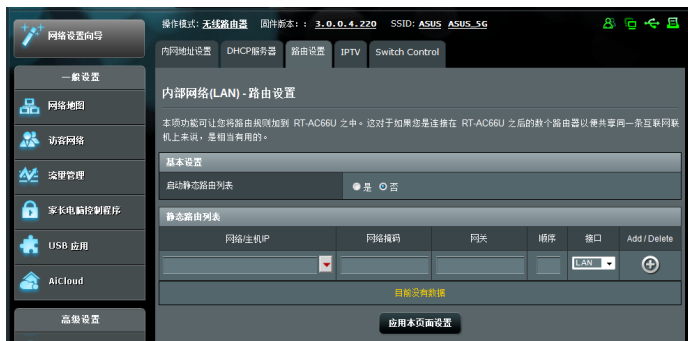 操作模式: 无线路由器 固件版本: : 3.0.0.4.220 SSID: ASUS ASUS_5G
网络设置向导
内网地址设置 DHCP服务器 路由设置 IPTV Switch Control
一般设置
网络地图
访客网络
流量管理
家长电脑控制程序
USB 应用
AiCloud
高级设置
内部网络(LAN) - 路由设置
本项功能可让您将路由规则加到 RT-AC66U 之中。这对于如果您是连接在 RT-AC66U 之后的数个路由器以便共享同一条互联网联
机上来说，是相当有用的。
基本设置
启动静态路由列表 是 否
静态路由列表
网络/主机IP 网络掩码 网关 顺序 接口 Add / Delete
LAN
目前没有数据
应用本页面设置